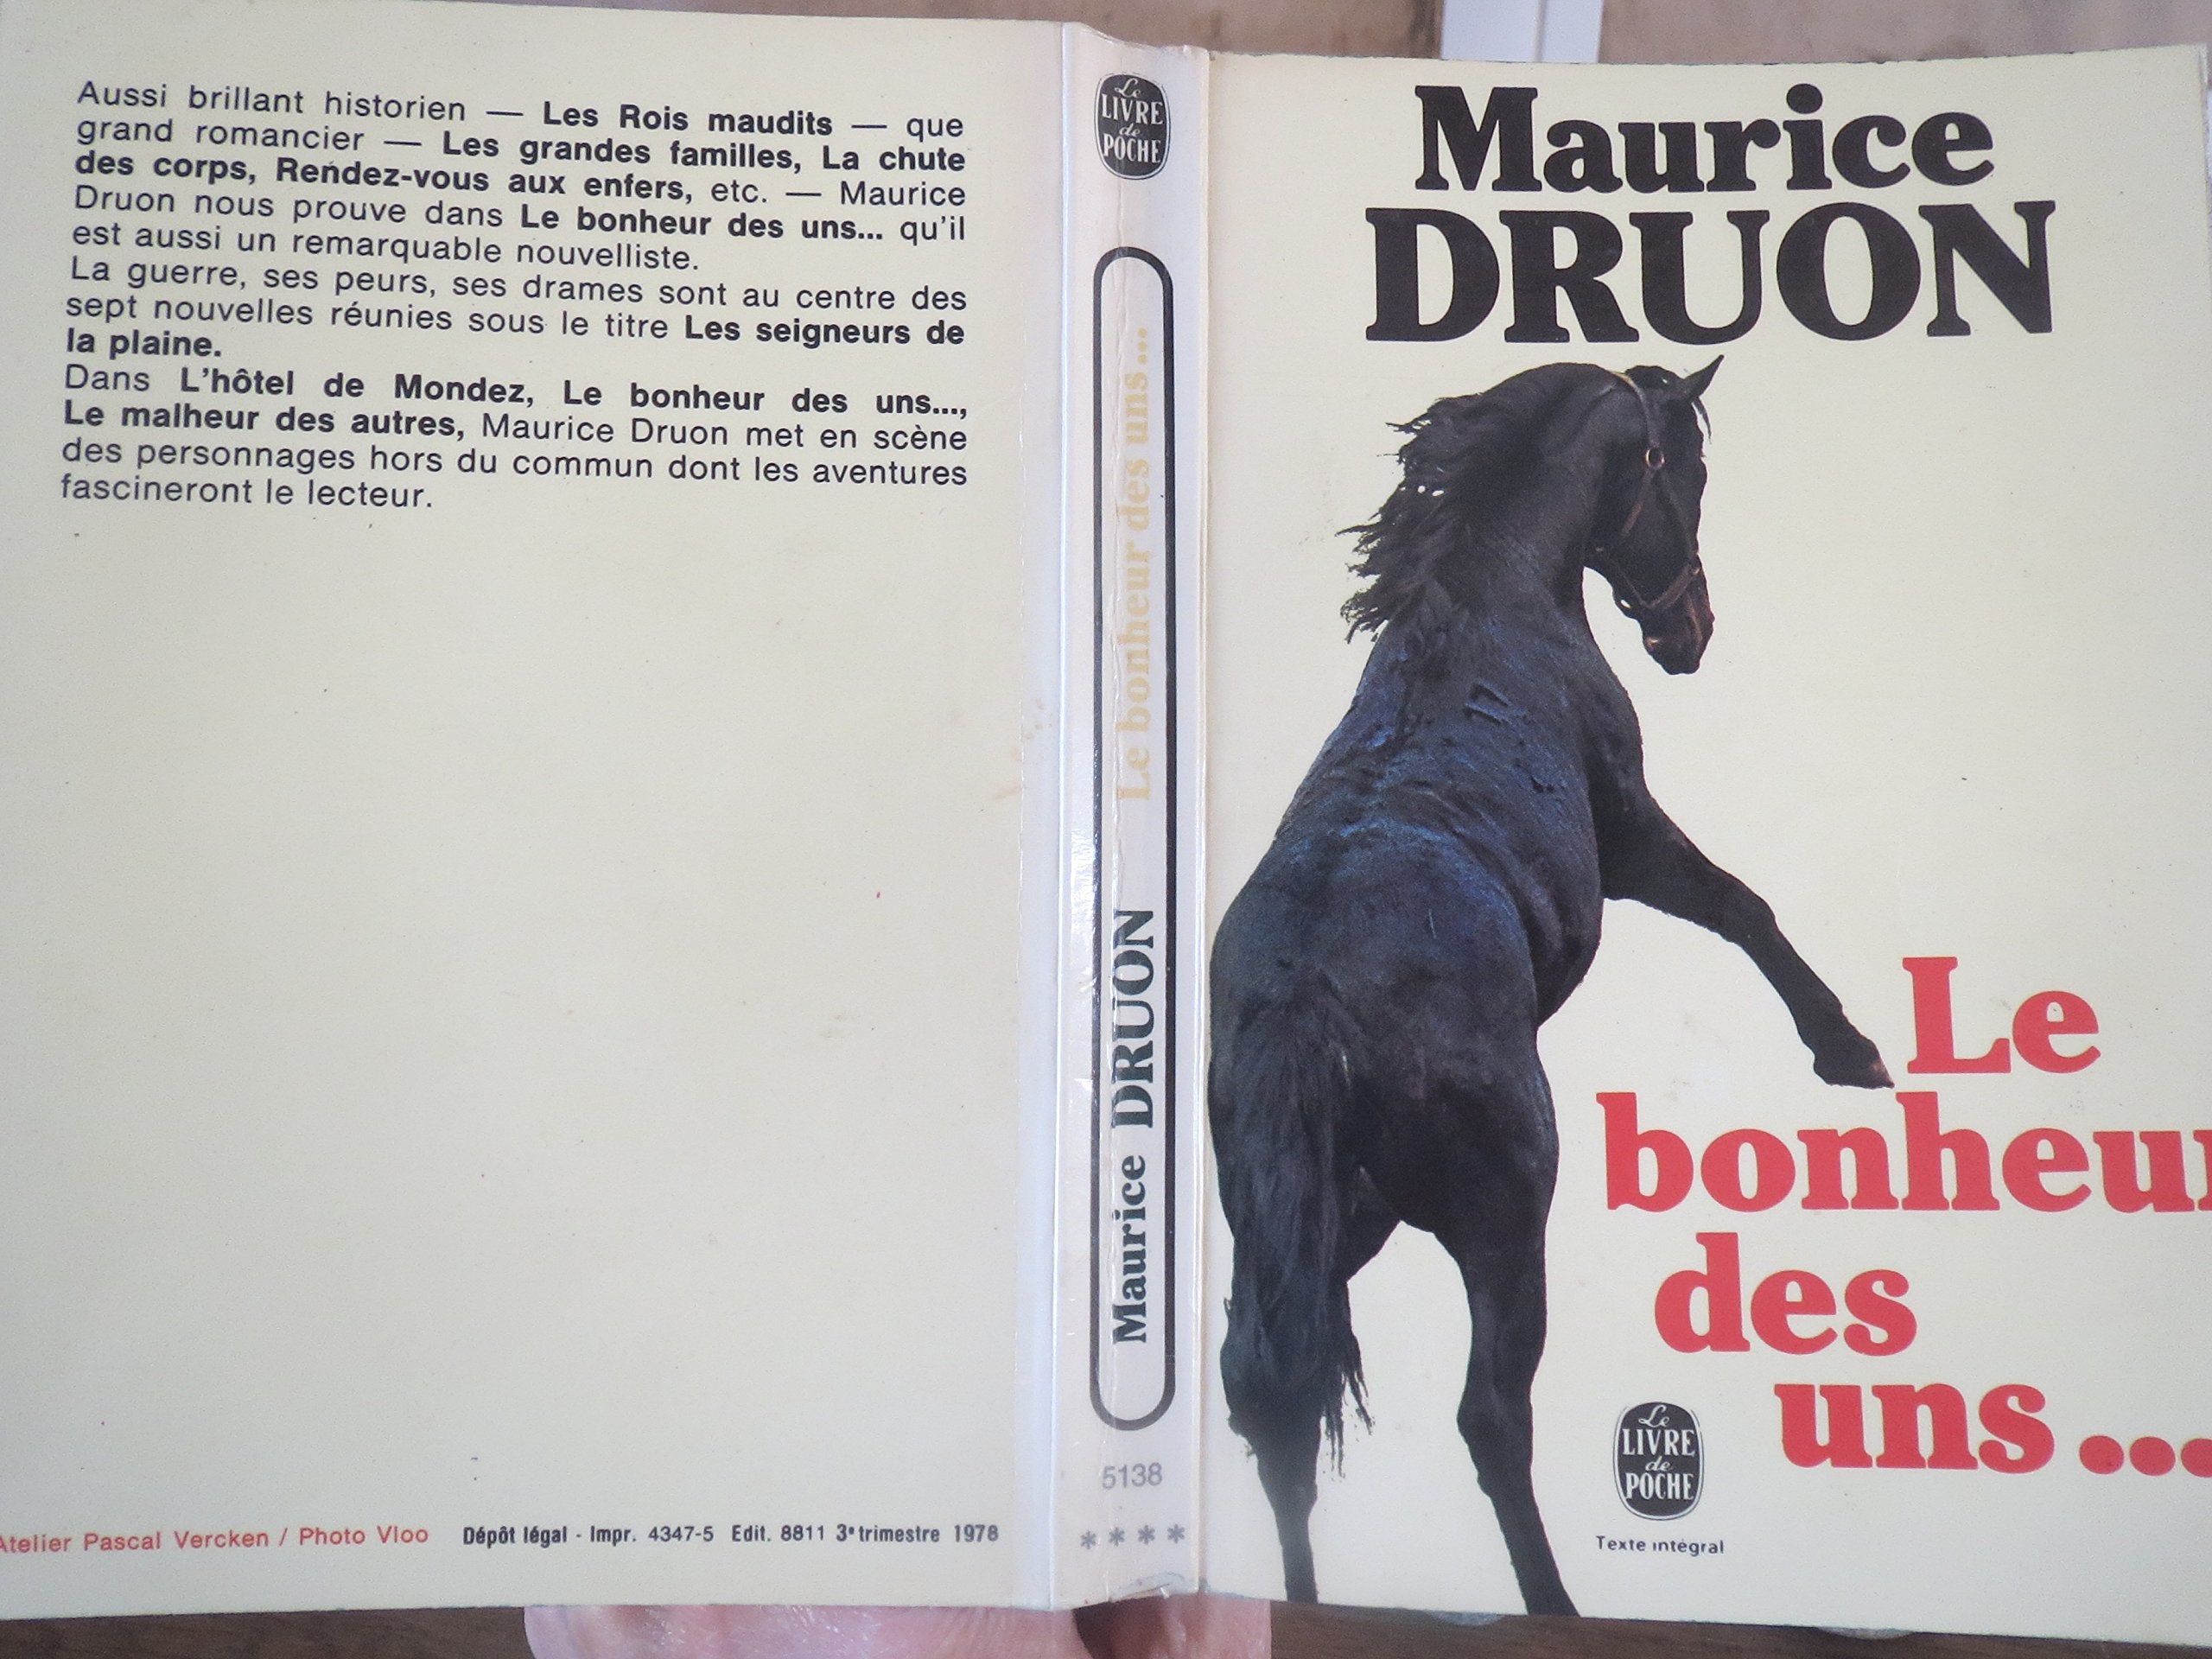 Aussi brillant historien — Les Rois maudits — que
grand romancier — Les grandes familles, La chute
des corps, Rendez-vous aux enfers, etc. — Maurice
Druon nous prouve dans Le bonheur des uns... qu'il
est aussi un remarquable nouvelliste.
La guerre, ses peurs, ses drames sont au centre des
sept nouvelles réunies sous le titre Les seigneurs de
la plaine.
Dans L'hôtel de Mondez, Le bonheur des uns...,
Le malheur des autres, Maurice Druon met en scène
des personnages hors du commun dont les aventures
fascineront le lecteur.
Atelier Pascal Vercken / Photo Vloo Dépôt légal - Impr. 4347-5 Edit. 8811 3e trimestre 1978
Le
LIVRE
de
POCHE
Maurice DRUON Le bonheur des uns...
5138
****
Maurice
DRUON
Le
bonheur
des
uns...
Le
LIVRE
de
POCHE
Texte intégral